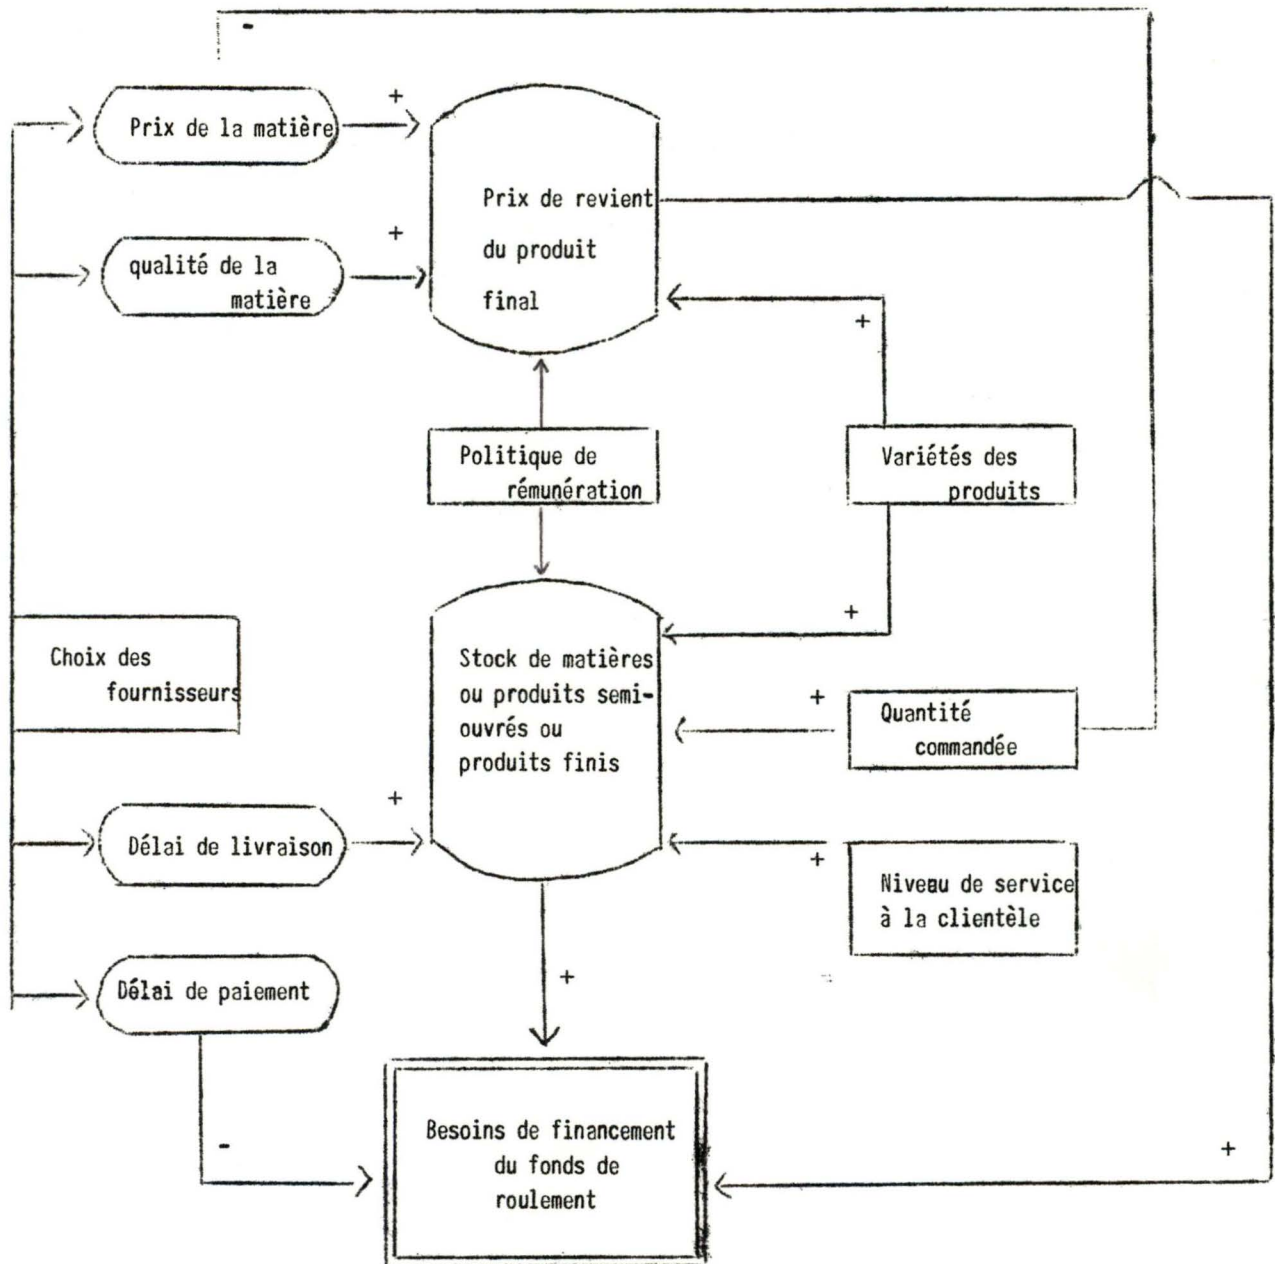 -
+
Prix de la matière
Prix de revient
du produit
final
+
qualité de la
matière
+
Politique de
rémunération
Variétés des
produits
+
Choix des
fournisseurs
Stock de matières
ou produits semi-
ouvrés ou
produits finis
+
Quantité
commandée
+
Délai de livraison
+
Niveau de service
à la clientèle
Délai de paiement
+
-
Besoins de financement
du fonds de
roulement
+